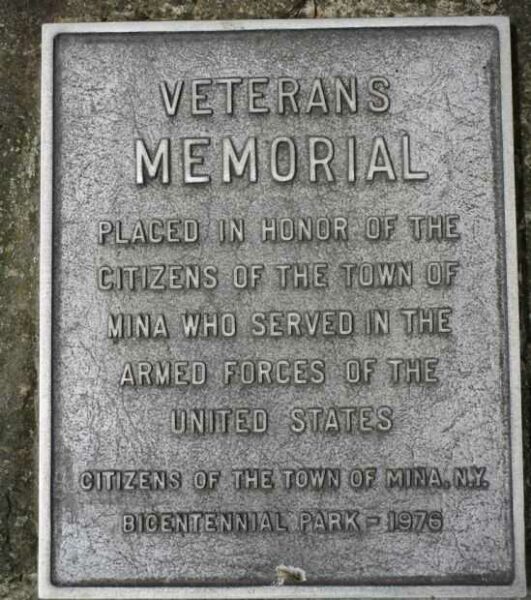 VETERANS
MEMORIAL
PLACED IN HONOR OF THE
CITIZENS OF THE TOWN OF
MINA WHO SERVED IN THE
ARMED FORCES OF THE
UNITED STATES
CITIZENS OF THE TOWN OF MINA, N.Y.
BICENTENNIAL PARK - 1976